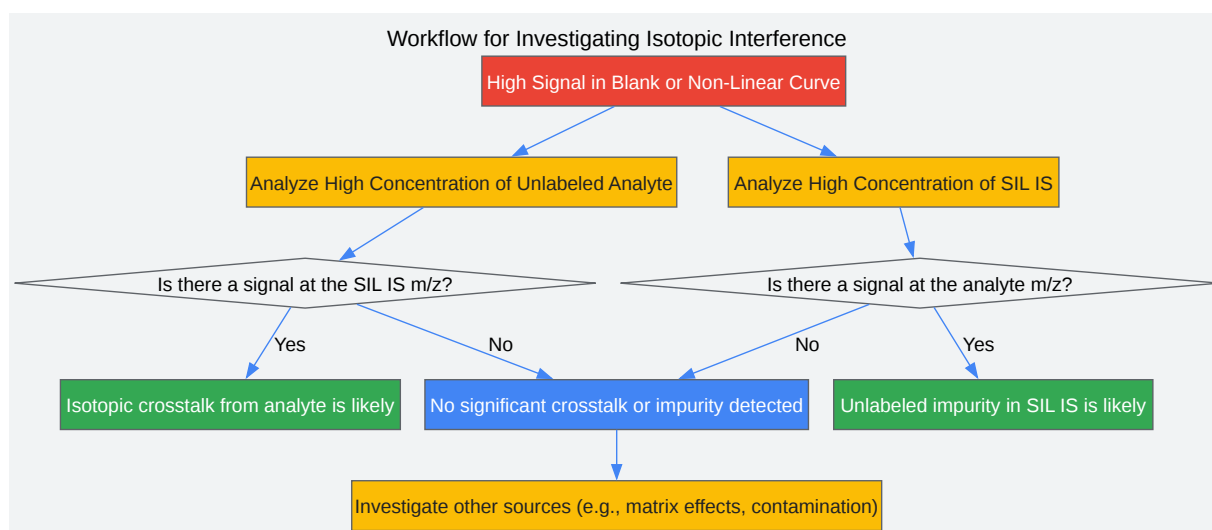 Workflow for Investigating Isotopic Interference
High Signal in Blank or Non-Linear Curve
Analyze High Concentration of Unlabeled Analyte
Analyze High Concentration of SIL IS
Is there a signal at the SIL IS m/z?
Is there a signal at the analyte m/z?
Yes
No
No
Yes
Isotopic crosstalk from analyte is likely
No significant crosstalk or impurity detected
Unlabeled impurity in SIL IS is likely
Investigate other sources (e.g., matrix effects, contamination)